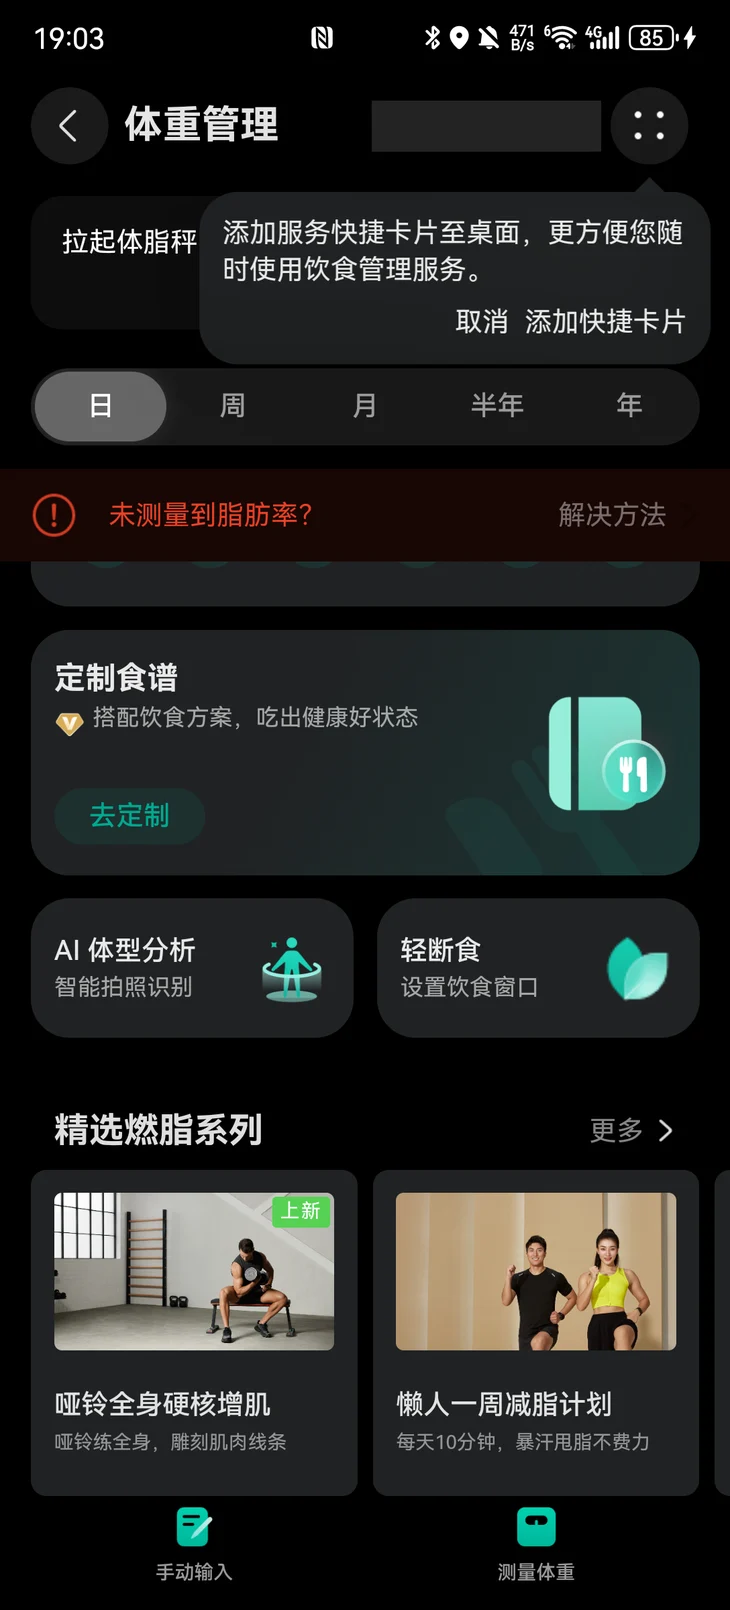 19:03
471 B/s
6
4G
85
体重管理
拉起体脂秤
添加服务快捷卡片至桌面，更方便您随
时使用饮食管理服务。
取消 添加快捷卡片
日 周 月 半年 年
未测量到脂肪率? 解决方法
定制食谱
搭配饮食方案，吃出健康好状态
去定制
AI 体型分析
智能拍照识别
轻断食
设置饮食窗口
精选燃脂系列 更多
上新
哑铃全身硬核增肌
哑铃练全身，雕刻肌肉线条
懒人一周减脂计划
每天10分钟，暴汗甩脂不费力
手动输入 测量体重